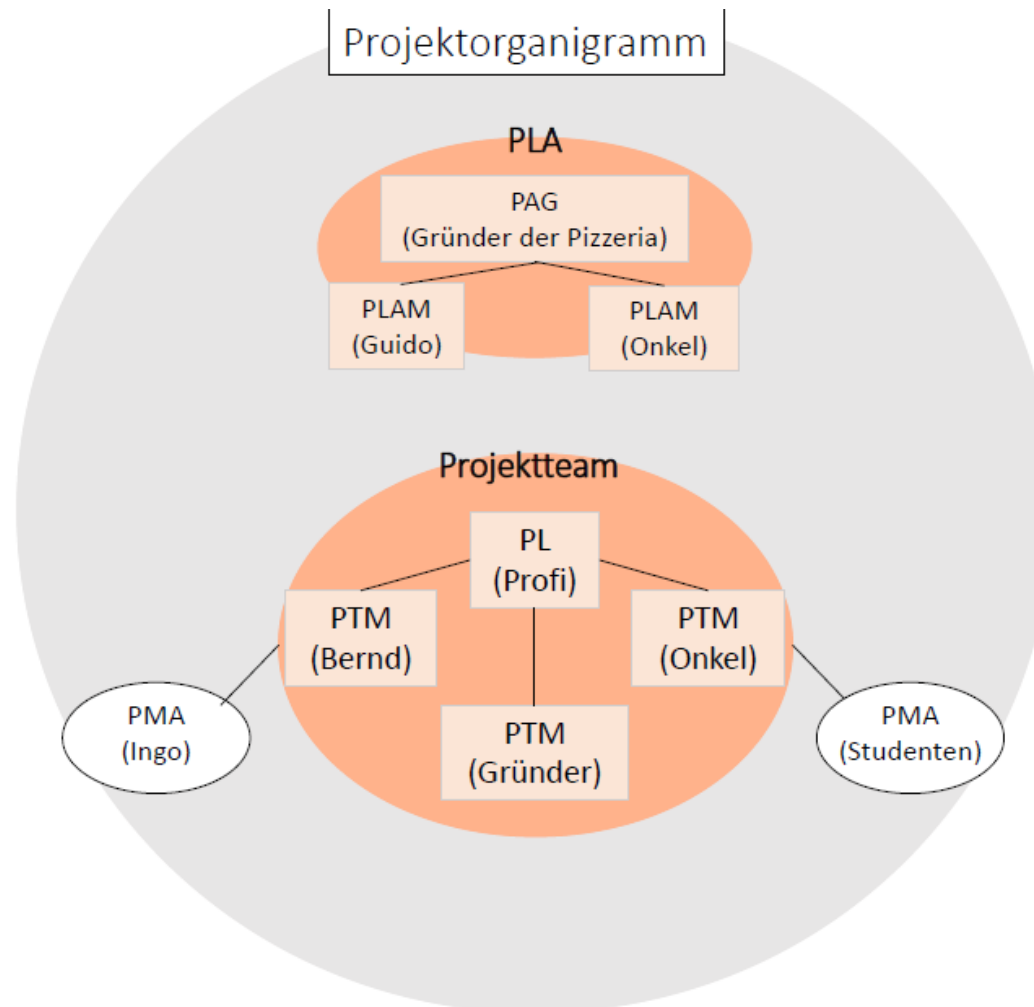 Projektorganigramm
PLA
PAG
(Gründer der Pizzeria)
PLAM
(Guido)
PLAM
(Onkel)
Projektteam
PL
(Profi)
PTM
(Bernd)
PTM
(Onkel)
PTM
(Gründer)
PMA
(Ingo)
PMA
(Studenten)